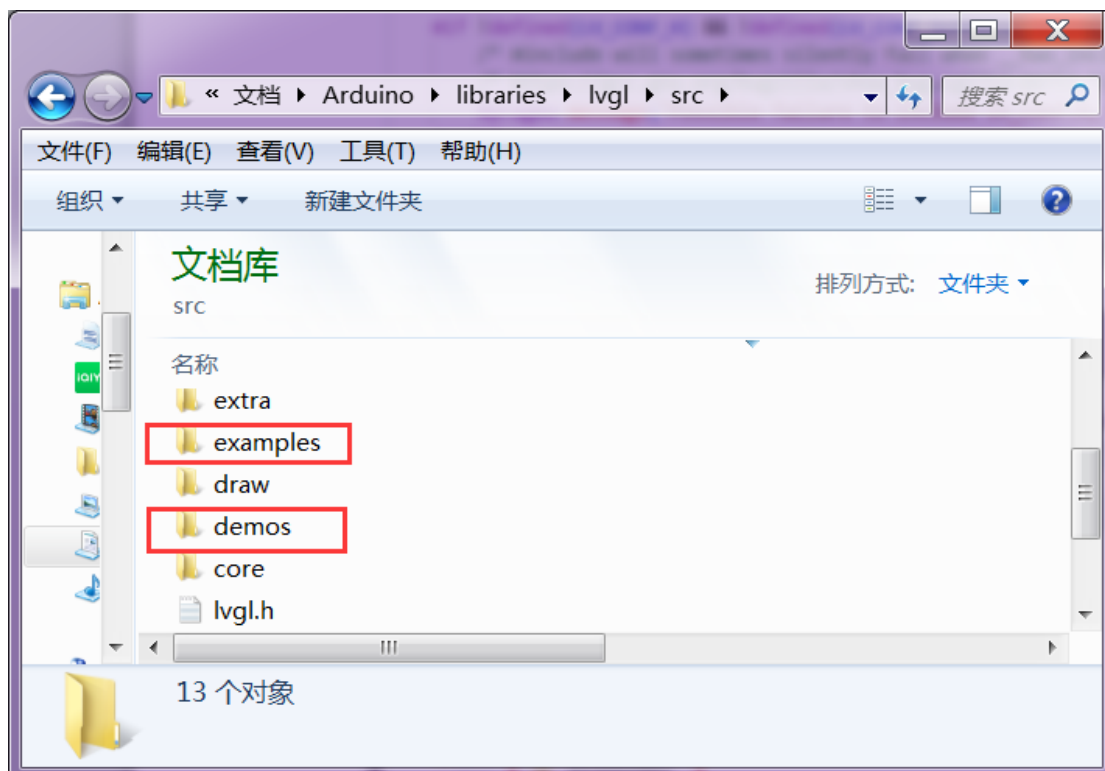 « 文档 ▸ Arduino ▸ libraries ▸ lvgl ▸ src ▸
搜索 src
文件(F) 编辑(E) 查看(V) 工具(T) 帮助(H)
组织 共享 新建文件夹
文档库
src
排列方式: 文件夹
名称
extra
examples
draw
demos
core
lvgl.h
13 个对象